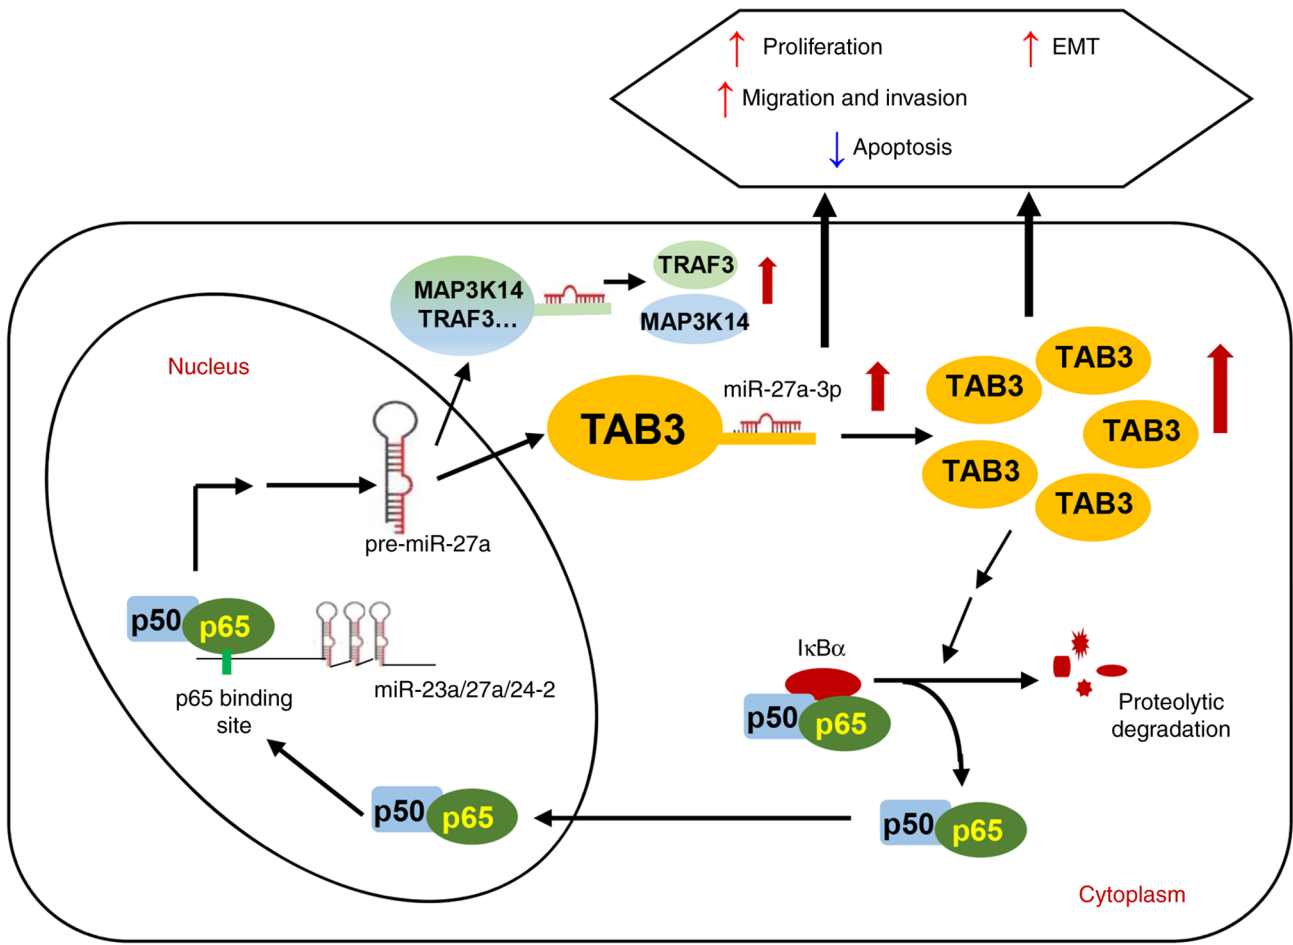 Proliferation
EMT
Migration and invasion
Apoptosis
Nucleus
MAP3K14
TRAF3...
TRAF3
MAP3K14
TAB3
miR-27a-3p
TAB3
TAB3
TAB3
TAB3
TAB3
pre-miR-27a
p50
p65
p65 binding
site
miR-23a/27a/24-2
IκBα
p50
p65
Proteolytic
degradation
p50
p65
p50
p65
Cytoplasm